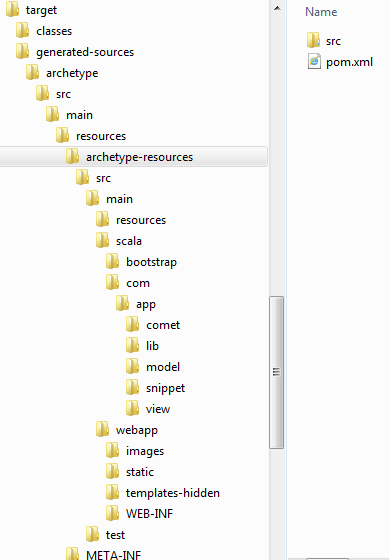 target
classes
generated-sources
archetype
src
main
resources
archetype-resources
src
main
resources
scala
bootstrap
com
app
comet
lib
model
snippet
view
webapp
images
static
templates-hidden
WEB-INF
test
META-INF
Name
src
pom.xml